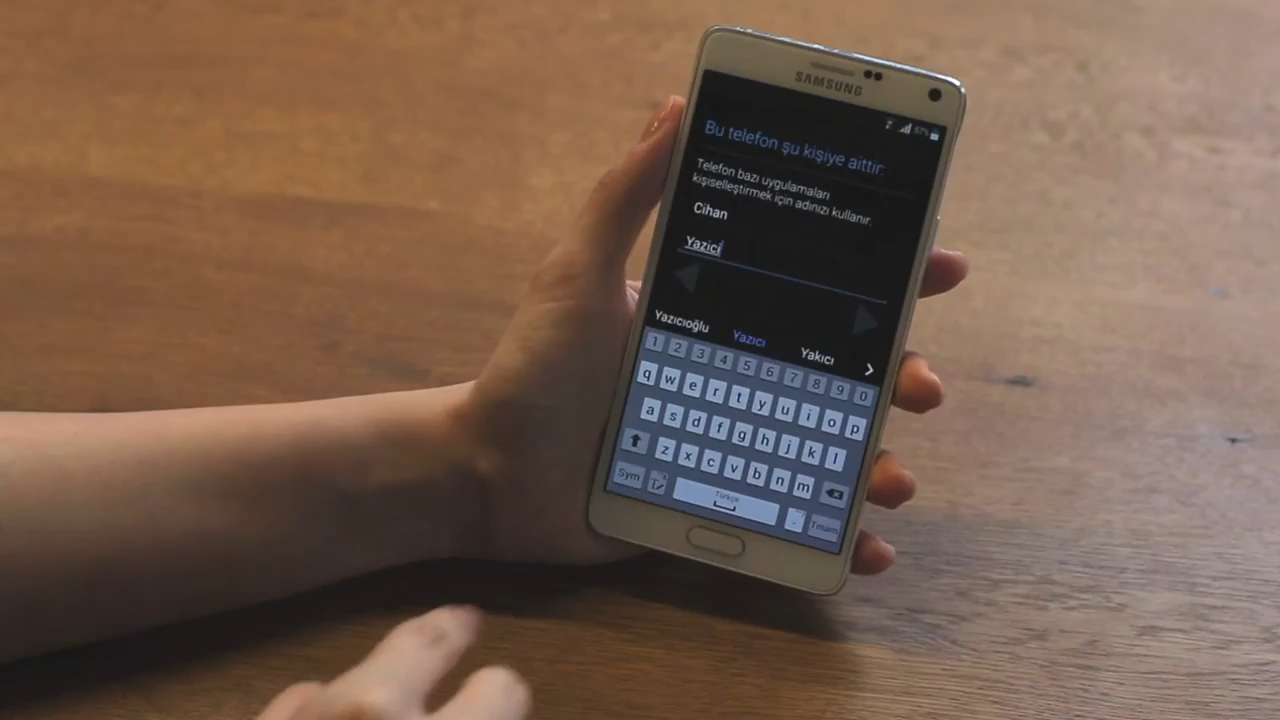 SAMSUNG
57%
Bu telefon şu kişiye aittir:
Telefon bazı uygulamaları
kişiselleştirmek için adınızı kullanır.
Cihan
Yazici
Yazıcıoğlu Yazıcı Yakıcı
1 2 3 4 5 6 7 8 9 0
q w e r t y u i o p
a s d f g h j k l
z x c v b n m
Sym Türkçe . Tmam